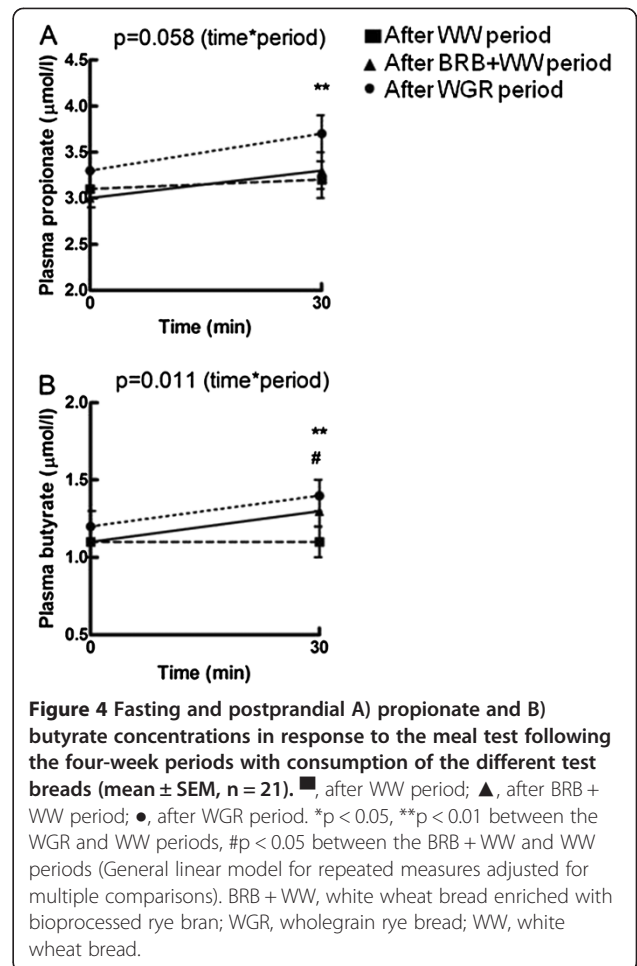 A
p=0.058 (time*period)
■ After WW period
▲ After BRB+WW period
● After WGR period
Plasma propionate (μmol/l)
4.5
**
4.0
3.5
3.0
2.5
2.0
0
30
Time (min)
B
p=0.011 (time*period)
Plasma butyrate (μmol/l)
2.0
**
#
1.5
1.0
0.5
0
30
Time (min)
Figure 4 Fasting and postprandial A) propionate and B)
butyrate concentrations in response to the meal test following
the four-week periods with consumption of the different test
breads (mean ± SEM, n = 21). ■, after WW period; ▲, after BRB +
WW period; ●, after WGR period. *p < 0.05, **p < 0.01 between the
WGR and WW periods, #p < 0.05 between the BRB + WW and WW
periods (General linear model for repeated measures adjusted for
multiple comparisons). BRB + WW, white wheat bread enriched with
bioprocessed rye bran; WGR, wholegrain rye bread; WW, white
wheat bread.